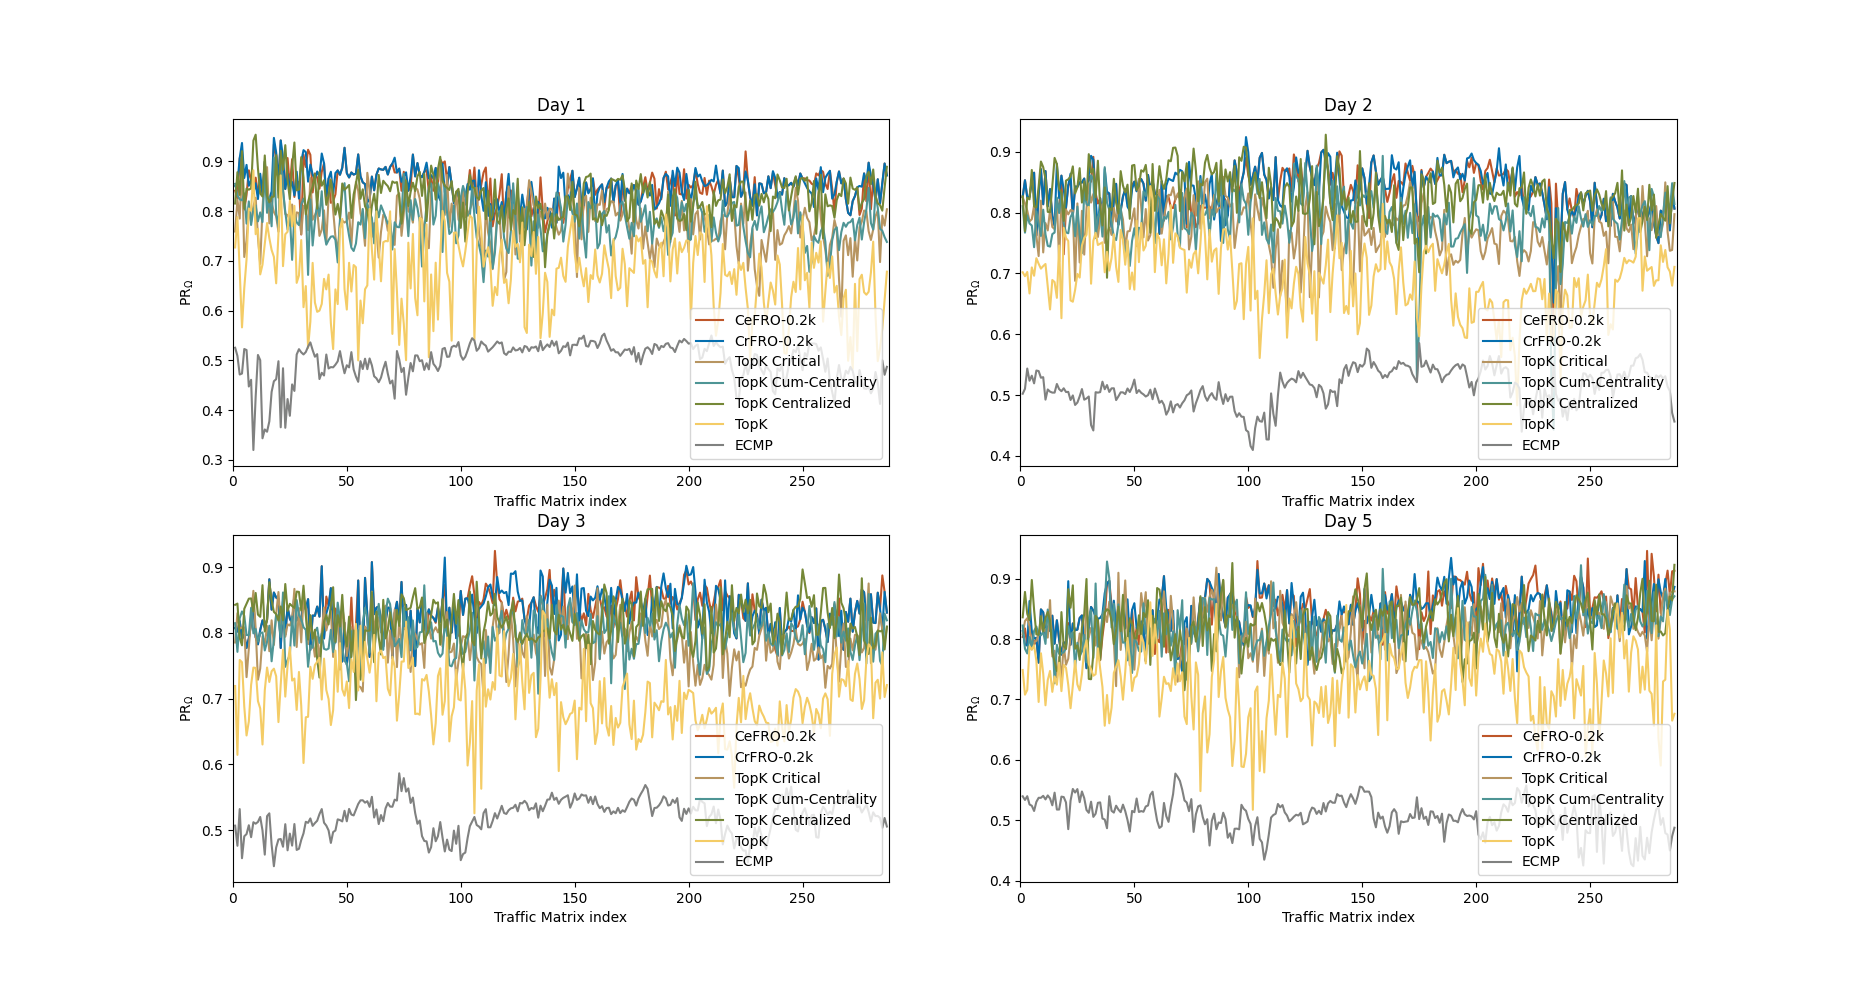 Day 1
PRΩ
0.9
0.8
0.7
0.6
0.5
0.4
0.3
0 50 100 150 200 250
Traffic Matrix index
CeFRO-0.2k
CrFRO-0.2k
TopK Critical
TopK Cum-Centrality
TopK Centralized
TopK
ECMP
Day 2
PRΩ
0.9
0.8
0.7
0.6
0.5
0.4
0 50 100 150 200 250
Traffic Matrix index
CeFRO-0.2k
CrFRO-0.2k
TopK Critical
TopK Cum-Centrality
TopK Centralized
TopK
ECMP
Day 3
PRΩ
0.9
0.8
0.7
0.6
0.5
0 50 100 150 200 250
Traffic Matrix index
CeFRO-0.2k
CrFRO-0.2k
TopK Critical
TopK Cum-Centrality
TopK Centralized
TopK
ECMP
Day 5
PRΩ
0.9
0.8
0.7
0.6
0.5
0.4
0 50 100 150 200 250
Traffic Matrix index
CeFRO-0.2k
CrFRO-0.2k
TopK Critical
TopK Cum-Centrality
TopK Centralized
TopK
ECMP